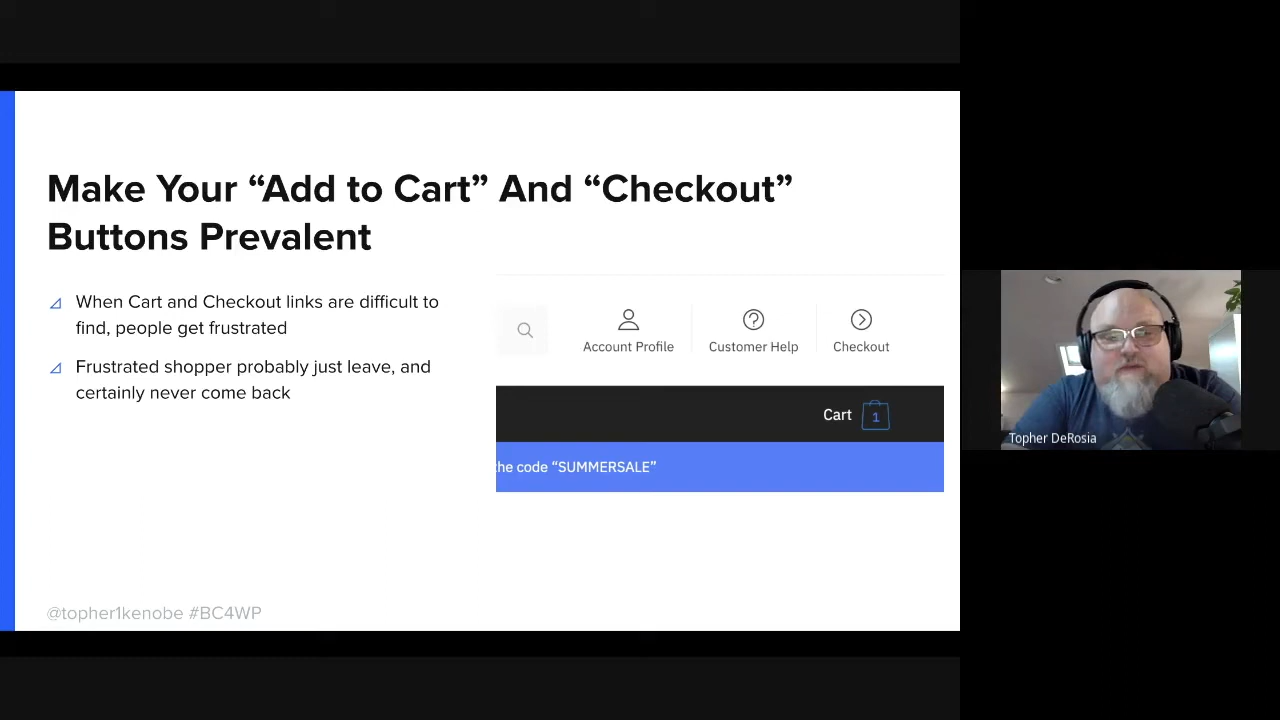 Make Your “Add to Cart” And “Checkout”
Buttons Prevalent
When Cart and Checkout links are difficult to
find, people get frustrated
Frustrated shopper probably just leave, and
certainly never come back
Account Profile
Customer Help
Checkout
Cart 1
the code “SUMMERSALE”
@topher1kenobe #BC4WP
Topher DeRosia